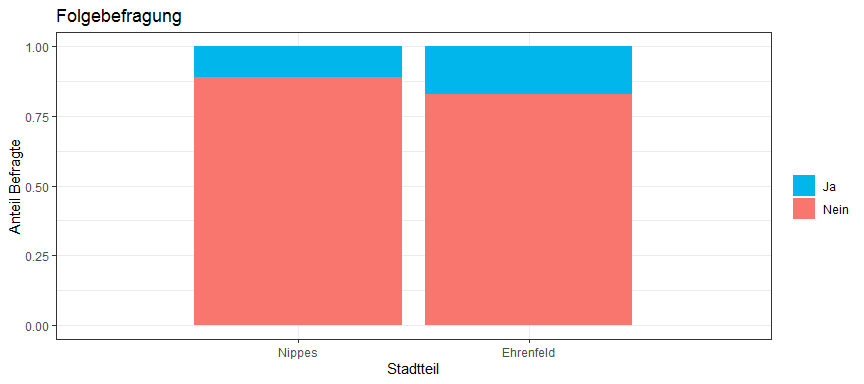 Folgebefragung
1.00
0.75
0.50
0.25
0.00
Anteil Befragte
Nippes
Ehrenfeld
Stadtteil
Ja
Nein